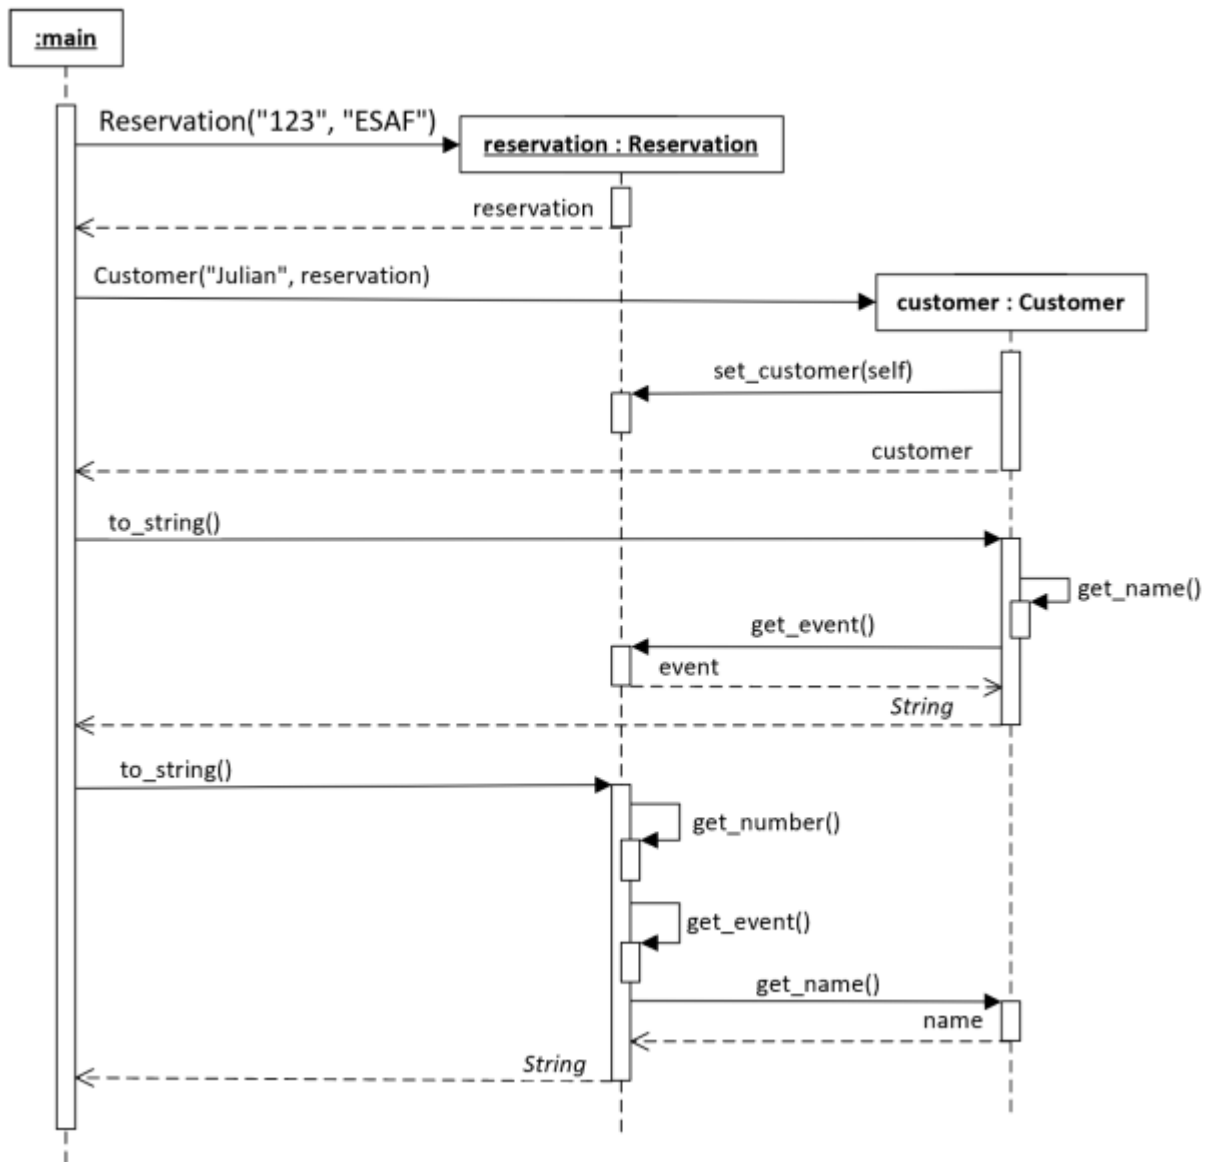 :main
Reservation("123", "ESAF")
reservation : Reservation
reservation
Customer("Julian", reservation)
customer : Customer
set_customer(self)
customer
to_string()
get_name()
get_event()
event
String
to_string()
get_number()
get_event()
get_name()
name
String